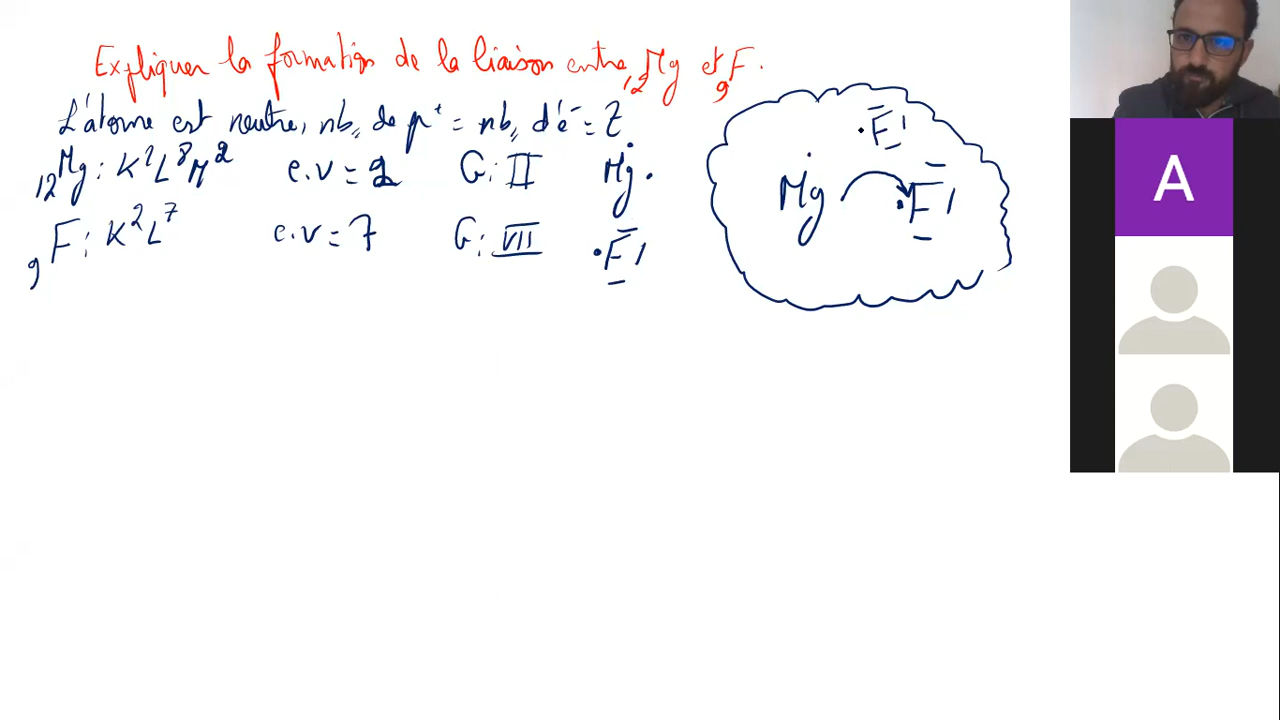 Expliquer la formation de la liaison entre ₁₂Mg et ₉F.
L'atome est neutre, nb, de p⁺ = nb, d'é = Z
₁₂Mg: K²L⁸M² e.v = 2 G: II Mg
₉F: K²L⁷ e.v = 7 G: VII F
F
Mg F
A